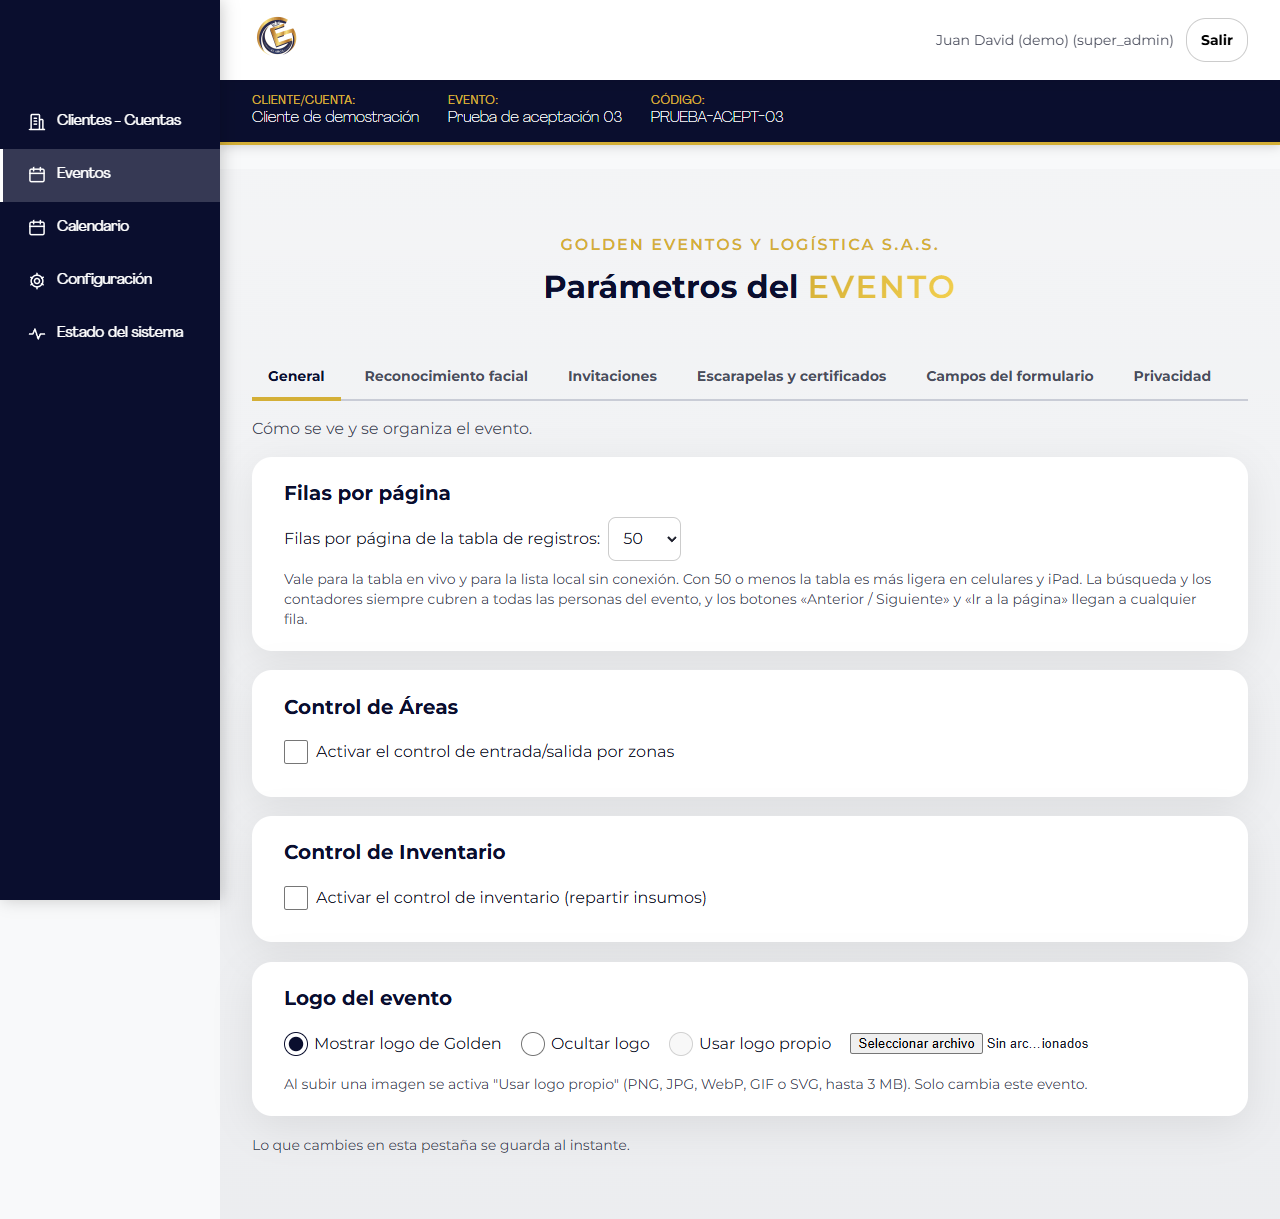 Juan David (demo) (super_admin)
Salir
CLIENTE/CUENTA:
Cliente de demostración
EVENTO:
Prueba de aceptación 03
CÓDIGO:
PRUEBA-ACEPT-03
Clientes - Cuentas
Eventos
Calendario
Configuración
Estado del sistema
GOLDEN EVENTOS Y LOGÍSTICA S.A.S.
Parámetros del EVENTO
General
Reconocimiento facial
Invitaciones
Escarapelas y certificados
Campos del formulario
Privacidad
Cómo se ve y se organiza el evento.
Filas por página
Filas por página de la tabla de registros: 50
Vale para la tabla en vivo y para la lista local sin conexión. Con 50 o menos la tabla es más ligera en celulares y iPad. La búsqueda y los
contadores siempre cubren a todas las personas del evento, y los botones «Anterior / Siguiente» y «Ir a la página» llegan a cualquier
fila.
Control de Áreas
Activar el control de entrada/salida por zonas
Control de Inventario
Activar el control de inventario (repartir insumos)
Logo del evento
Mostrar logo de Golden
Ocultar logo
Usar logo propio
Seleccionar archivo
Sin arc...ionados
Al subir una imagen se activa "Usar logo propio" (PNG, JPG, WebP, GIF o SVG, hasta 3 MB). Solo cambia este evento.
Lo que cambies en esta pestaña se guarda al instante.